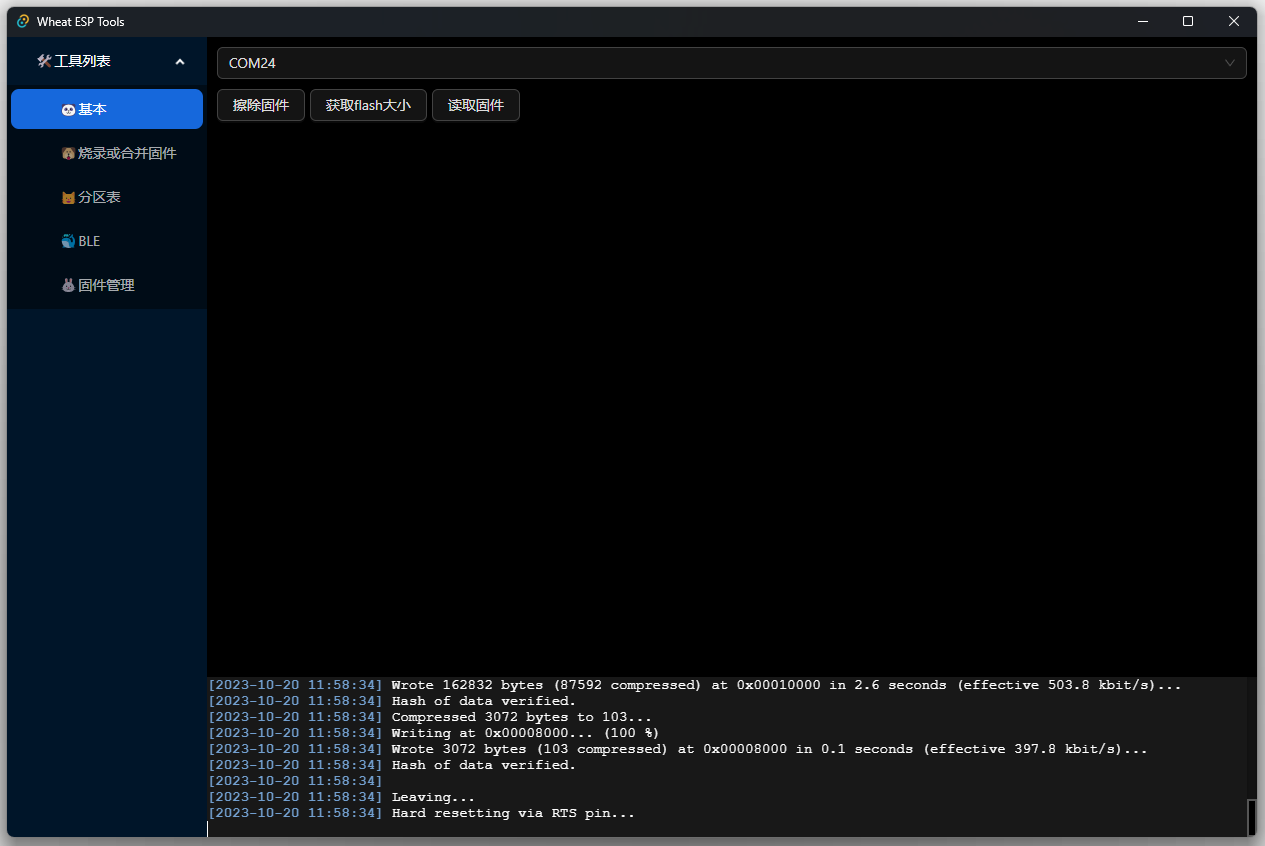 Wheat ESP Tools
🛠工具列表
COM24
擦除固件 获取flash大小 读取固件
🐼基本
🐶烧录或合并固件
🐱分区表
🐳BLE
🐰固件管理
[2023-10-20 11:58:34] Wrote 162832 bytes (87592 compressed) at 0x00010000 in 2.6 seconds (effective 503.8 kbit/s)...
[2023-10-20 11:58:34] Hash of data verified.
[2023-10-20 11:58:34] Compressed 3072 bytes to 103...
[2023-10-20 11:58:34] Writing at 0x00008000... (100 %)
[2023-10-20 11:58:34] Wrote 3072 bytes (103 compressed) at 0x00008000 in 0.1 seconds (effective 397.8 kbit/s)...
[2023-10-20 11:58:34] Hash of data verified.
[2023-10-20 11:58:34]
[2023-10-20 11:58:34] Leaving...
[2023-10-20 11:58:34] Hard resetting via RTS pin...